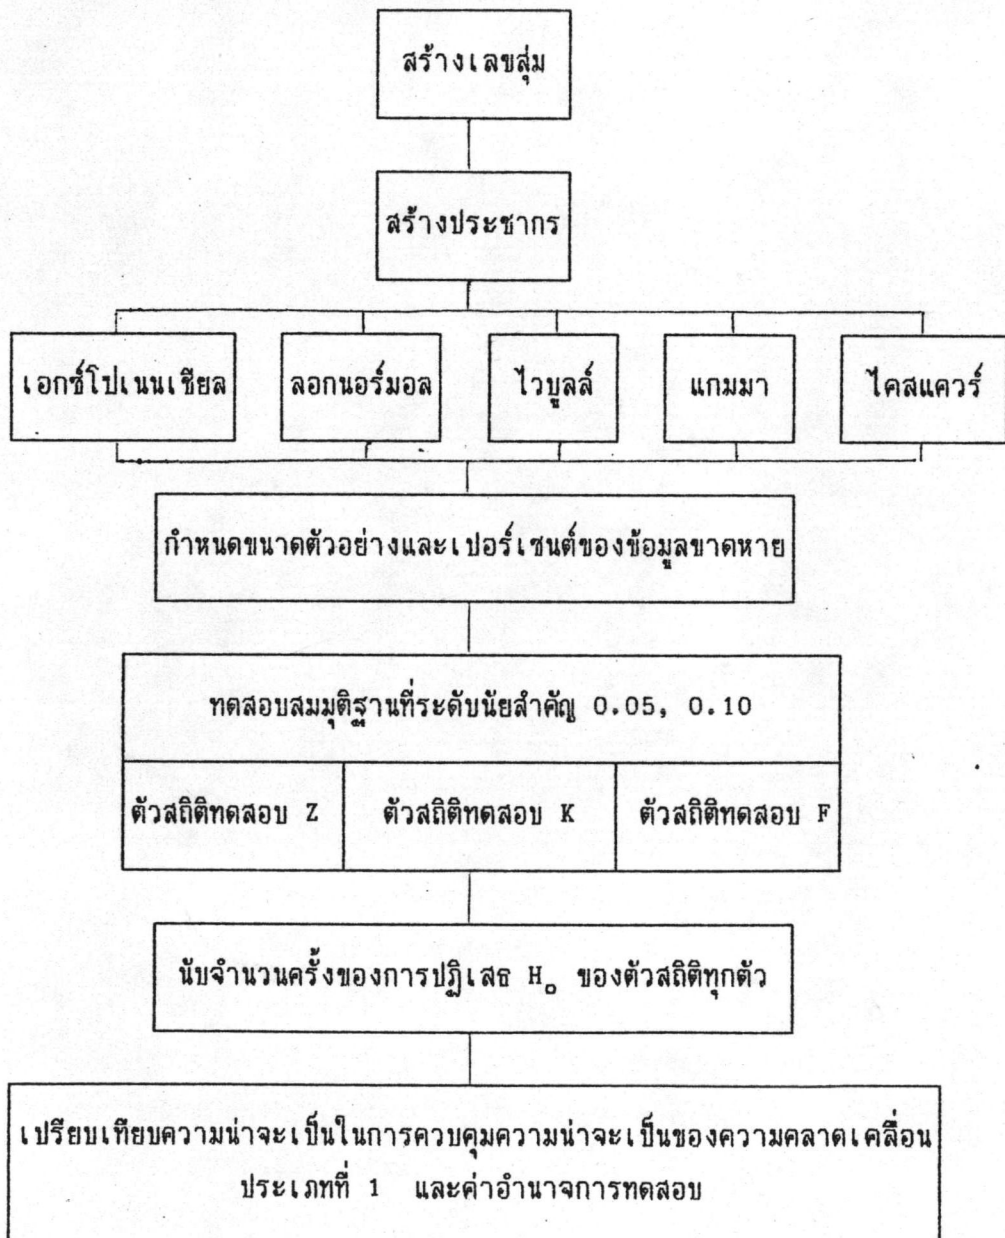 สร้างเลขสุ่ม
สร้างประชากร
เอกซ์โปเนนเชียล
ลอกนอร์มอล
ไวบูลล์
แกมมา
ไคสแควร์
กำหนดขนาดตัวอย่างและเปอร์เซนต์ของข้อมูลขาดหาย
ทดสอบสมมุติฐานที่ระดับนัยสำคัญ 0.05, 0.10
ตัวสถิติทดสอบ Z
ตัวสถิติทดสอบ K
ตัวสถิติทดสอบ F
นับจำนวนครั้งของการปฏิเสธ H₀ ของตัวสถิติทุกตัว
เปรียบเทียบความน่าจะเป็นในการควบคุมความน่าจะเป็นของความคลาดเคลื่อน
ประเภทที่ 1 และค่าอำนาจการทดสอบ